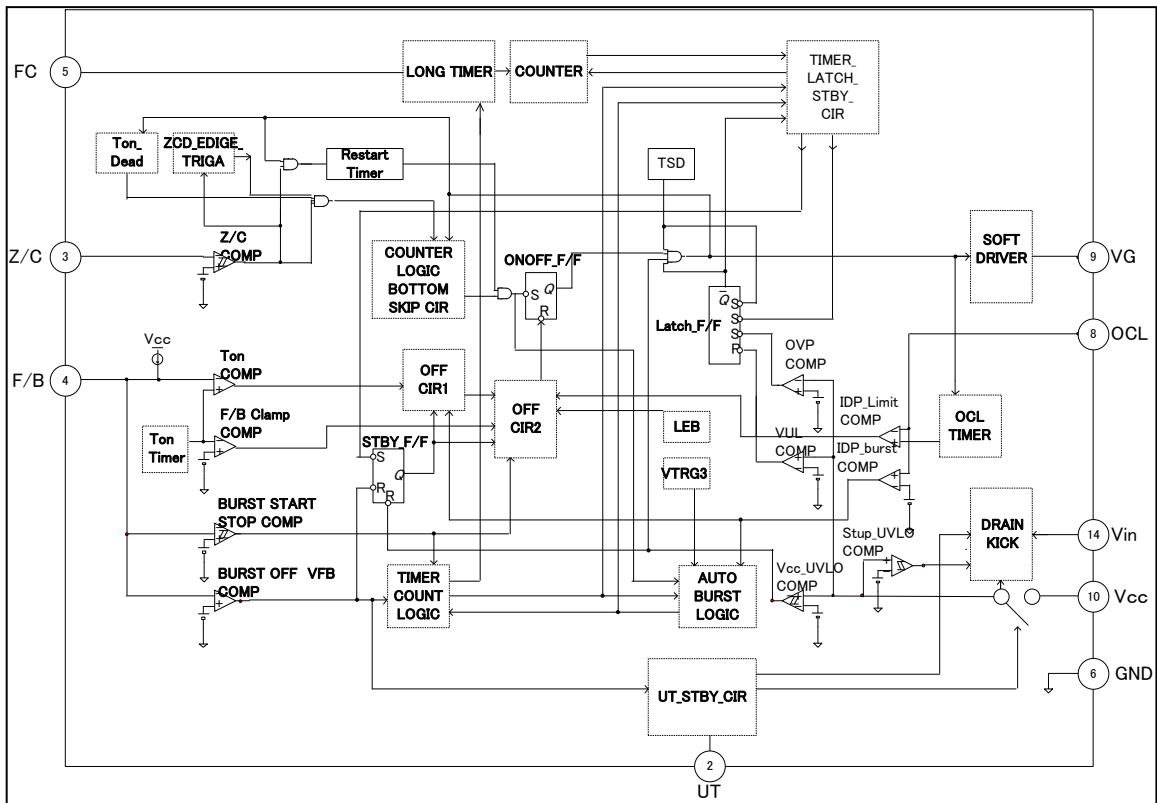 FC
5
LONG TIMER
COUNTER
TIMER_
LATCH_
STBY_
CIR
Ton_
Dead
ZCD_EDIGE_
TRIGA
Restart
Timer
TSD
Z/C
3
Z/C
COMP
COUNTER
LOGIC
BOTTOM
SKIP CIR
ONOFF_F/F
S
Q
R
SOFT
DRIVER
9
VG
Q
S
S
S
R
Latch_F/F
8
OCL
Vcc
F/B
4
Ton
COMP
OFF
CIR1
OFF
CIR2
OVP
COMP
IDP_Limit
COMP
OCL
TIMER
F/B Clamp
COMP
Ton
Timer
LEB
VUL
COMP
IDP_burst
COMP
STBY_F/F
S
Q
R
R
VTRG3
BURST START
STOP COMP
DRAIN
KICK
14
Vin
Stup_UVLO
COMP
BURST OFF VFB
COMP
TIMER
COUNT
LOGIC
AUTO
BURST
LOGIC
Vcc_UVLO
COMP
10
Vcc
UT_STBY_CIR
6
GND
2
UT